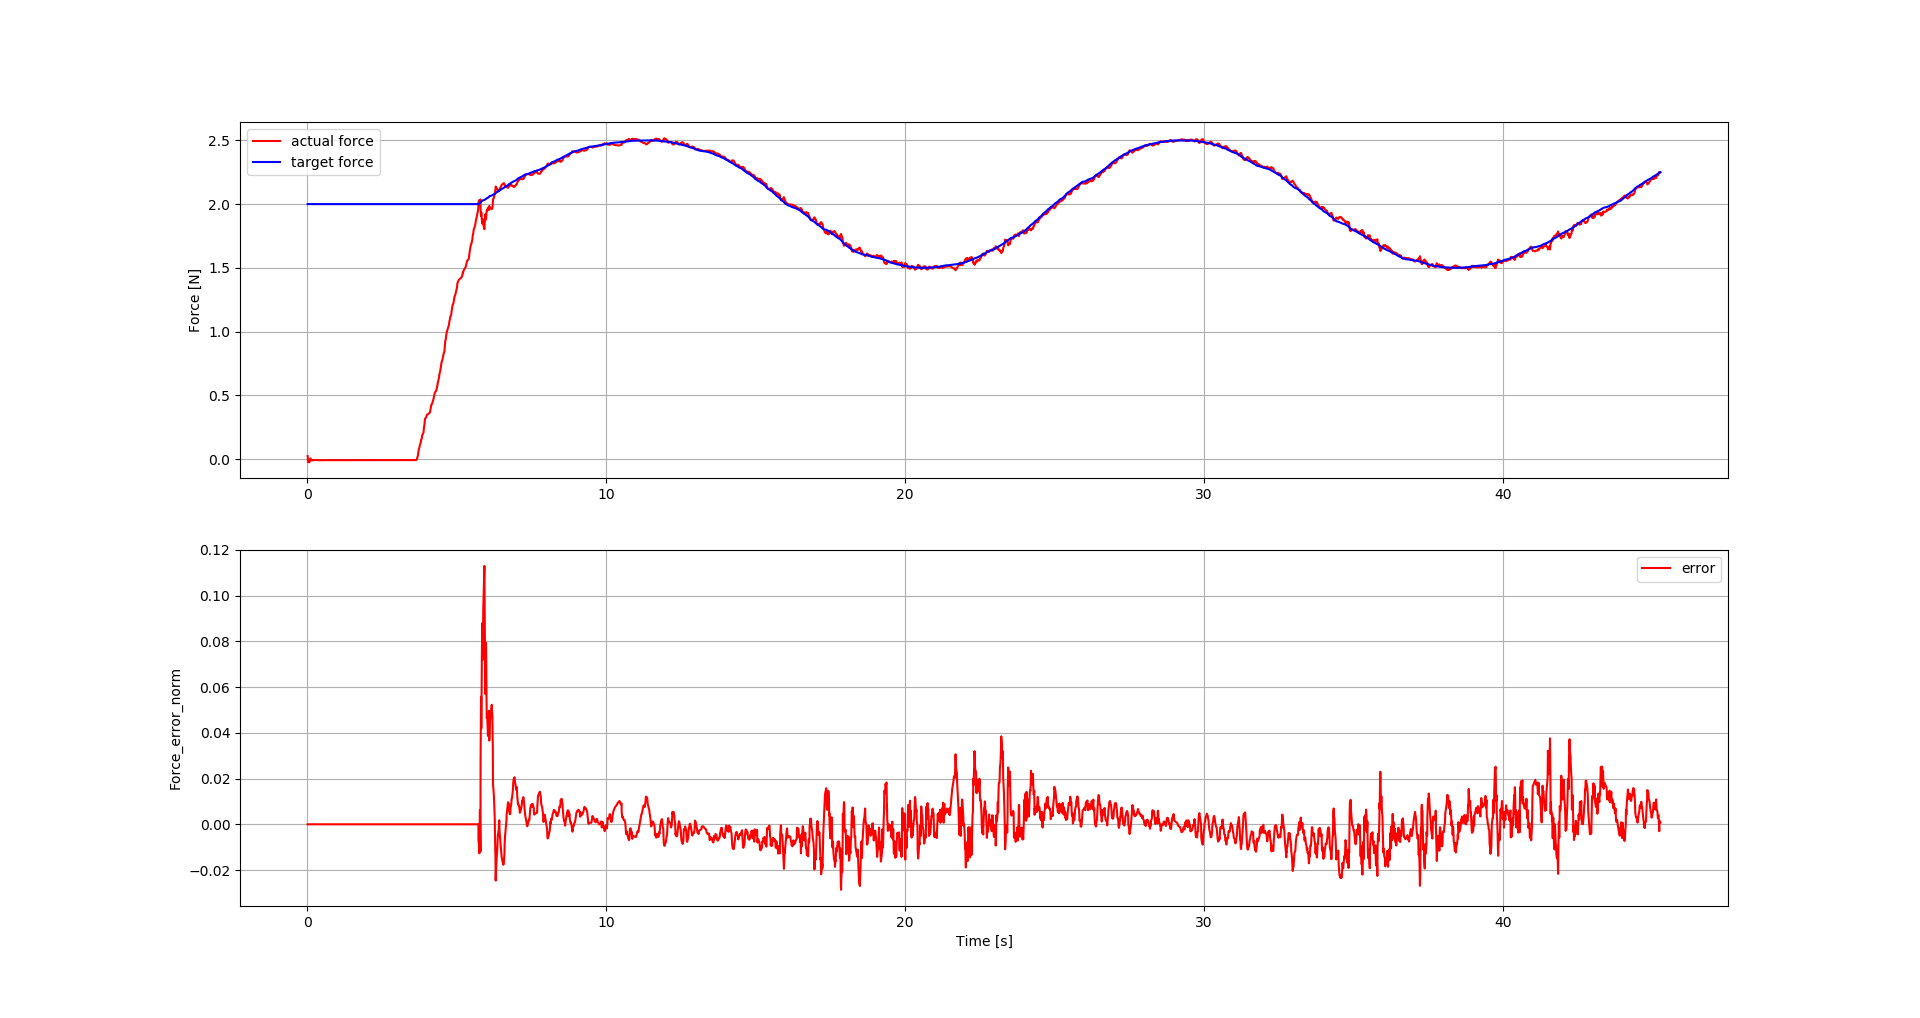 2.5
2.0
1.5
1.0
0.5
0.0
Force [N]
actual force
target force
0 10 20 30 40
0.12
0.10
0.08
0.06
0.04
0.02
0.00
−0.02
Force_error_norm
error
0 10 20 30 40
Time [s]